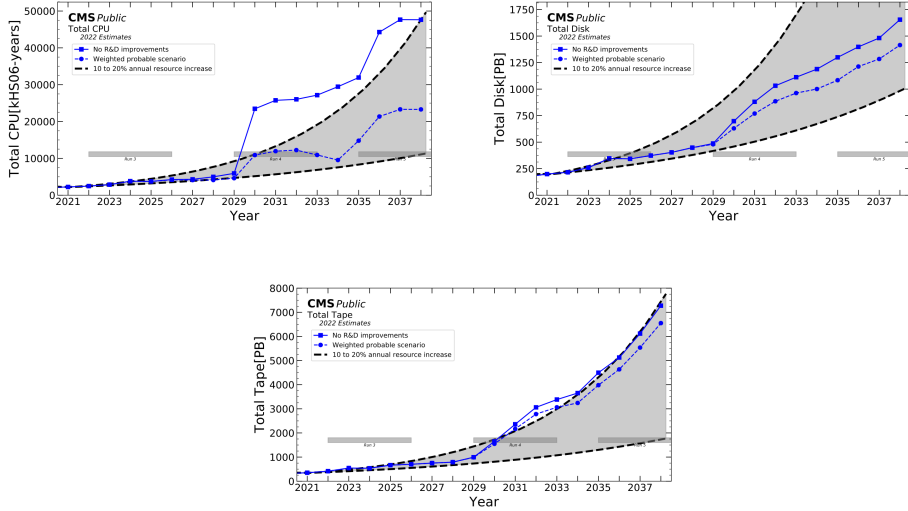 CMS Public
Total CPU
2022 Estimates
No R&D improvements
Weighted probable scenario
10 to 20% annual resource increase
Total CPU[kHS06-years]
50000
40000
30000
20000
10000
0
Run 3
Run 4
2021 2023 2025 2027 2029 2031 2033 2035 2037
Year
CMS Public
Total Disk
2022 Estimates
No R&D improvements
Weighted probable scenario
10 to 20% annual resource increase
Total Disk[PB]
1750
1500
1250
1000
750
500
250
0
Run 4
Run 5
2021 2023 2025 2027 2029 2031 2033 2035 2037
Year
CMS Public
Total Tape
2022 Estimates
No R&D improvements
Weighted probable scenario
10 to 20% annual resource increase
Total Tape[PB]
8000
7000
6000
5000
4000
3000
2000
1000
0
Run 3
Run 4
2021 2023 2025 2027 2029 2031 2033 2035 2037
Year